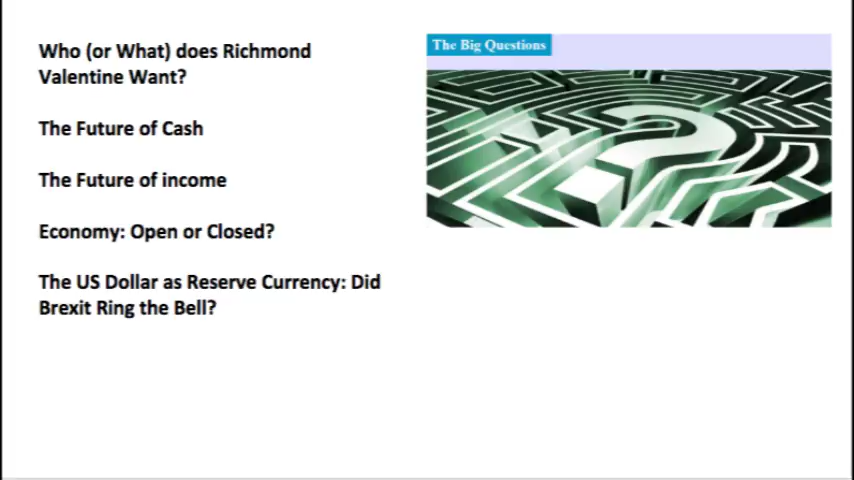 Who (or What) does Richmond
Valentine Want?
The Future of Cash
The Future of income
Economy: Open or Closed?
The US Dollar as Reserve Currency: Did
Brexit Ring the Bell?
The Big Questions